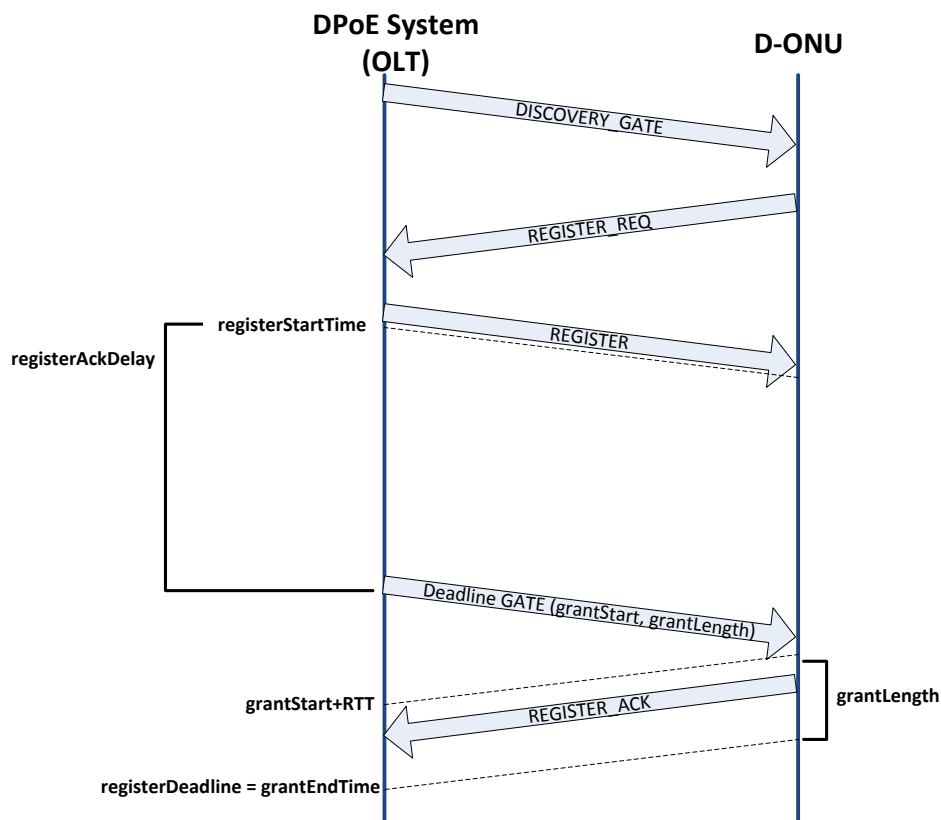 DPoE System
(OLT)
D-ONU
DISCOVERY_GATE
REGISTER_REQ
registerStartTime
REGISTER
registerAckDelay
Deadline GATE (grantStart, grantLength)
grantStart+RTT
REGISTER_ACK
grantLength
registerDeadline = grantEndTime